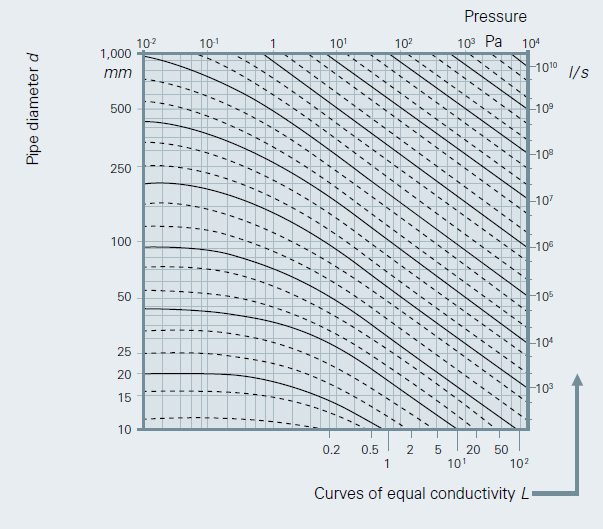 Pressure
10-2 10-1 1 10¹ 10² 10³ Pa 10⁴
1,000
mm
500
250
100
50
25
20
15
10
Pipe diameter d
10¹⁰ l/s
10⁹
10⁸
10⁷
10⁶
10⁵
10⁴
10³
0.2 0.5 2 5 20 50
1 10¹ 10²
Curves of equal conductivity L